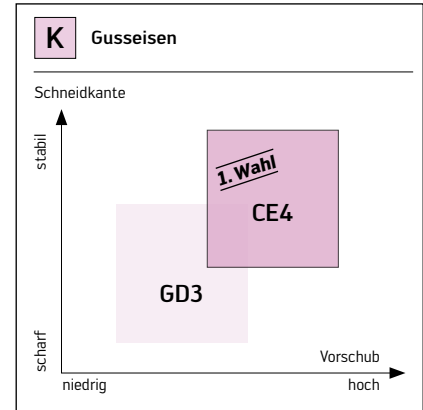 K Gusseisen
Schneidkante
stabil
1. Wahl
CE4
GD3
scharf
Vorschub
niedrig hoch